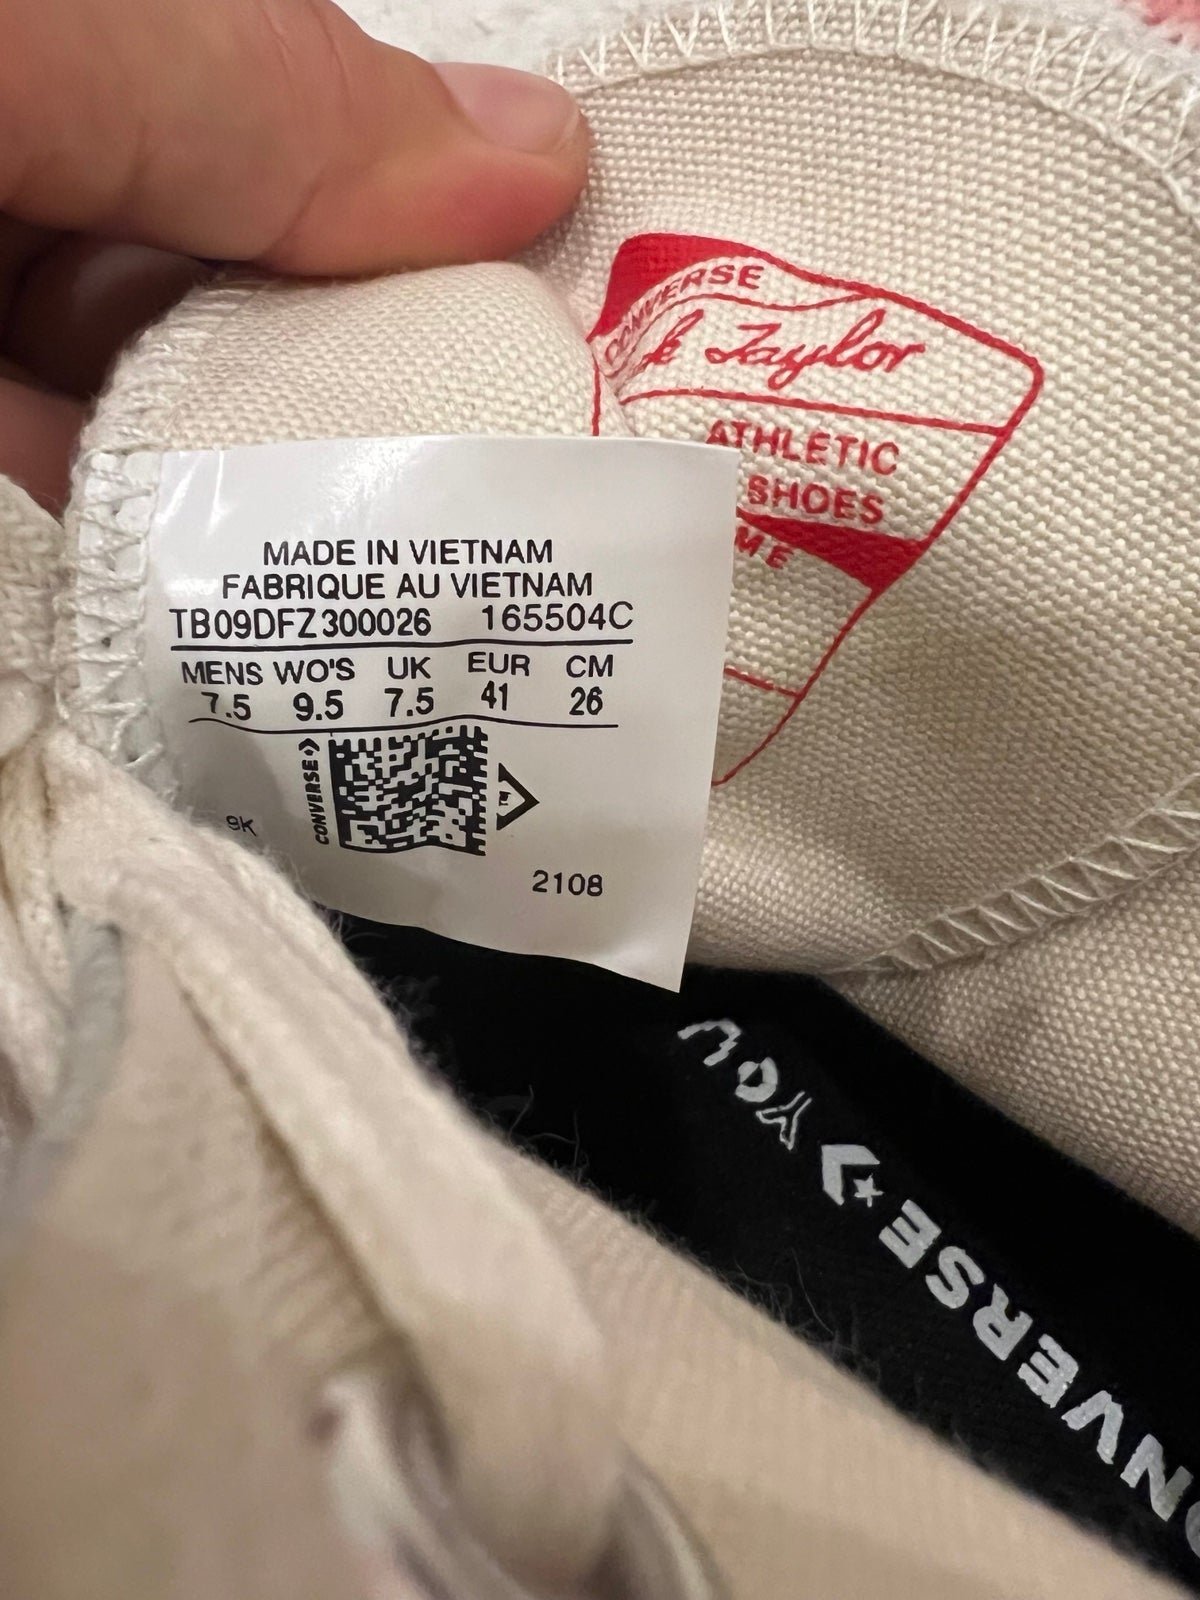 CONVERSE
Taylor
ATHLETIC
SHOES
MADE IN VIETNAM
FABRIQUE AU VIETNAM
TB09DFZ300026 165504C
MENS WO'S UK EUR CM
7.5 9.5 7.5 41 26
CONVERSE
9K
2108
CONVERSE YOU